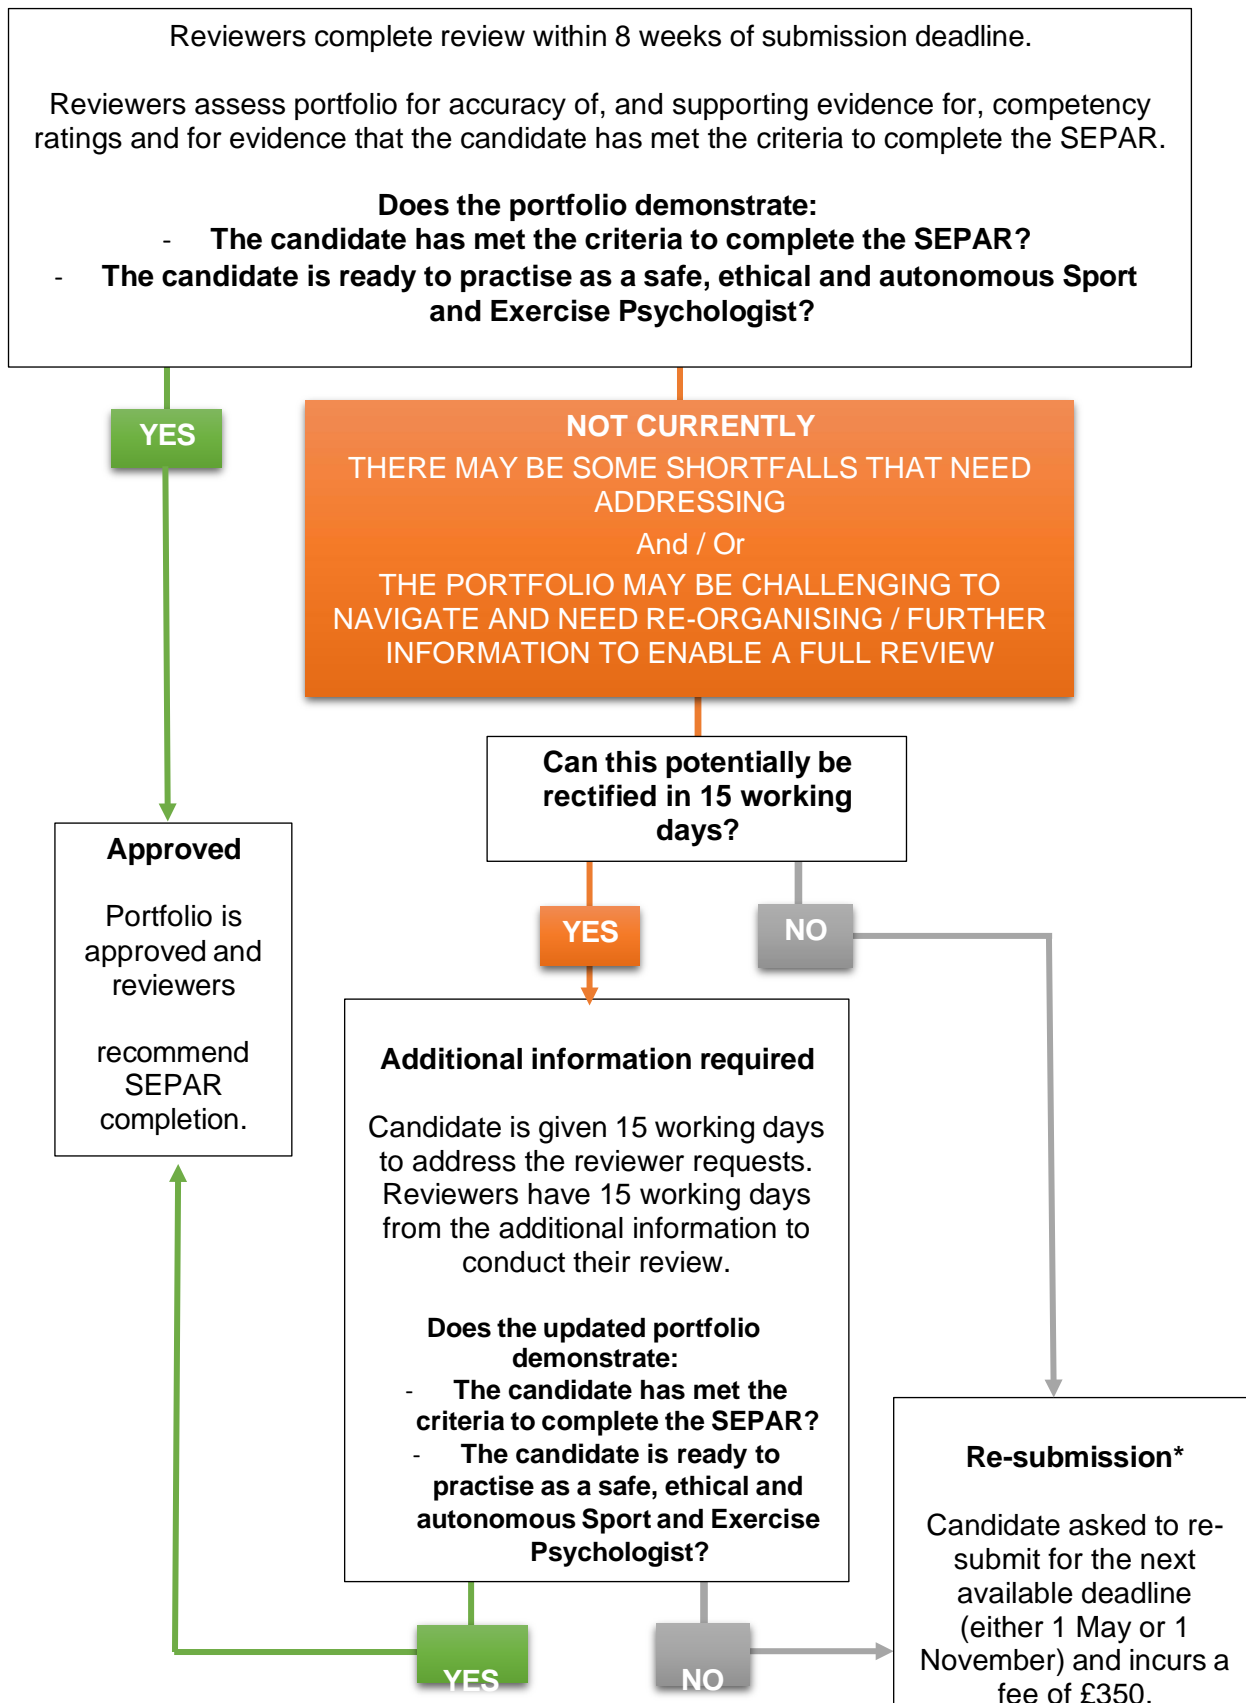 Reviewers complete review within 8 weeks of submission deadline.
Reviewers assess portfolio for accuracy of, and supporting evidence for, competency
ratings and for evidence that the candidate has met the criteria to complete the SEPAR.
Does the portfolio demonstrate:
- The candidate has met the criteria to complete the SEPAR?
- The candidate is ready to practise as a safe, ethical and autonomous Sport
and Exercise Psychologist?
YES
NOT CURRENTLY
THERE MAY BE SOME SHORTFALLS THAT NEED
ADDRESSING
And / Or
THE PORTFOLIO MAY BE CHALLENGING TO
NAVIGATE AND NEED RE-ORGANISING / FURTHER
INFORMATION TO ENABLE A FULL REVIEW
Can this potentially be
rectified in 15 working
days?
YES
NO
Approved
Portfolio is
approved and
reviewers
recommend
SEPAR
completion.
Additional information required
Candidate is given 15 working days
to address the reviewer requests.
Reviewers have 15 working days
from the additional information to
conduct their review.
Does the updated portfolio
demonstrate:
- The candidate has met the
criteria to complete the SEPAR?
- The candidate is ready to
practise as a safe, ethical and
autonomous Sport and Exercise
Psychologist?
YES
NO
Re-submission*
Candidate asked to re-
submit for the next
available deadline
(either 1 May or 1
November) and incurs a
fee of £350.